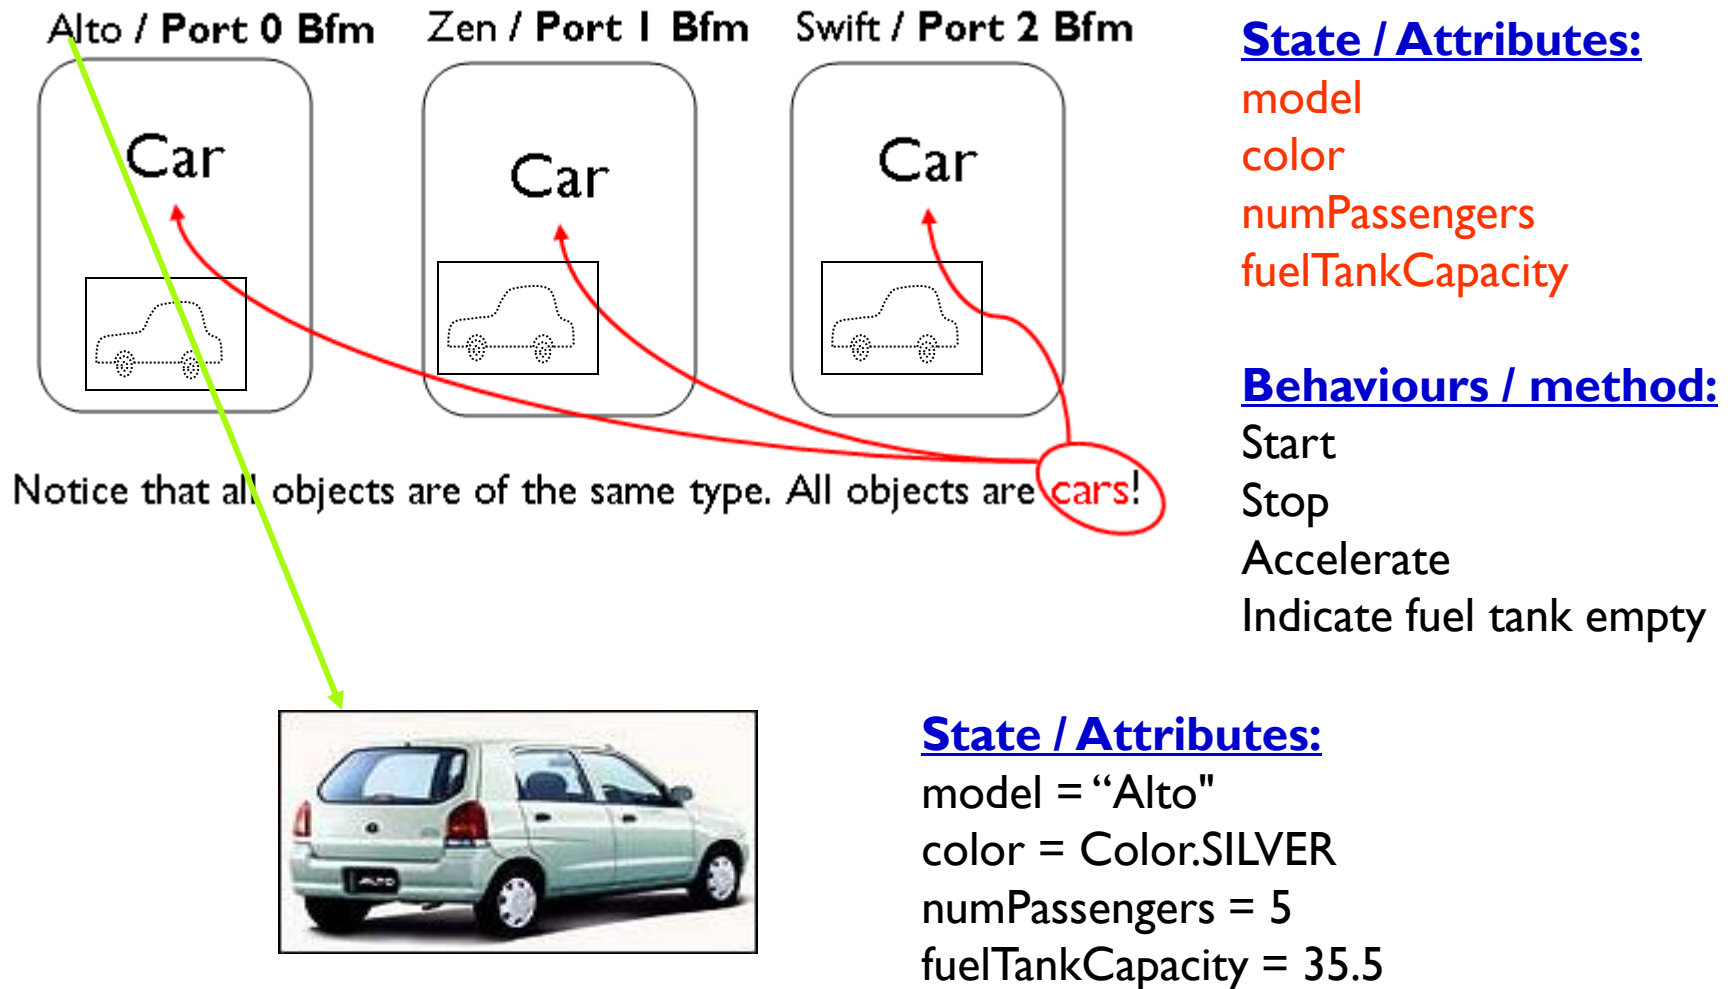 Alto / Port 0 Bfm
Zen / Port 1 Bfm
Swift / Port 2 Bfm
Car
Car
Car
Notice that all objects are of the same type. All objects are cars!
State / Attributes:
model
color
numPassengers
fuelTankCapacity
Behaviours / method:
Start
Stop
Accelerate
Indicate fuel tank empty
ALTO
State / Attributes:
model = “Alto"
color = Color.SILVER
numPassengers = 5
fuelTankCapacity = 35.5